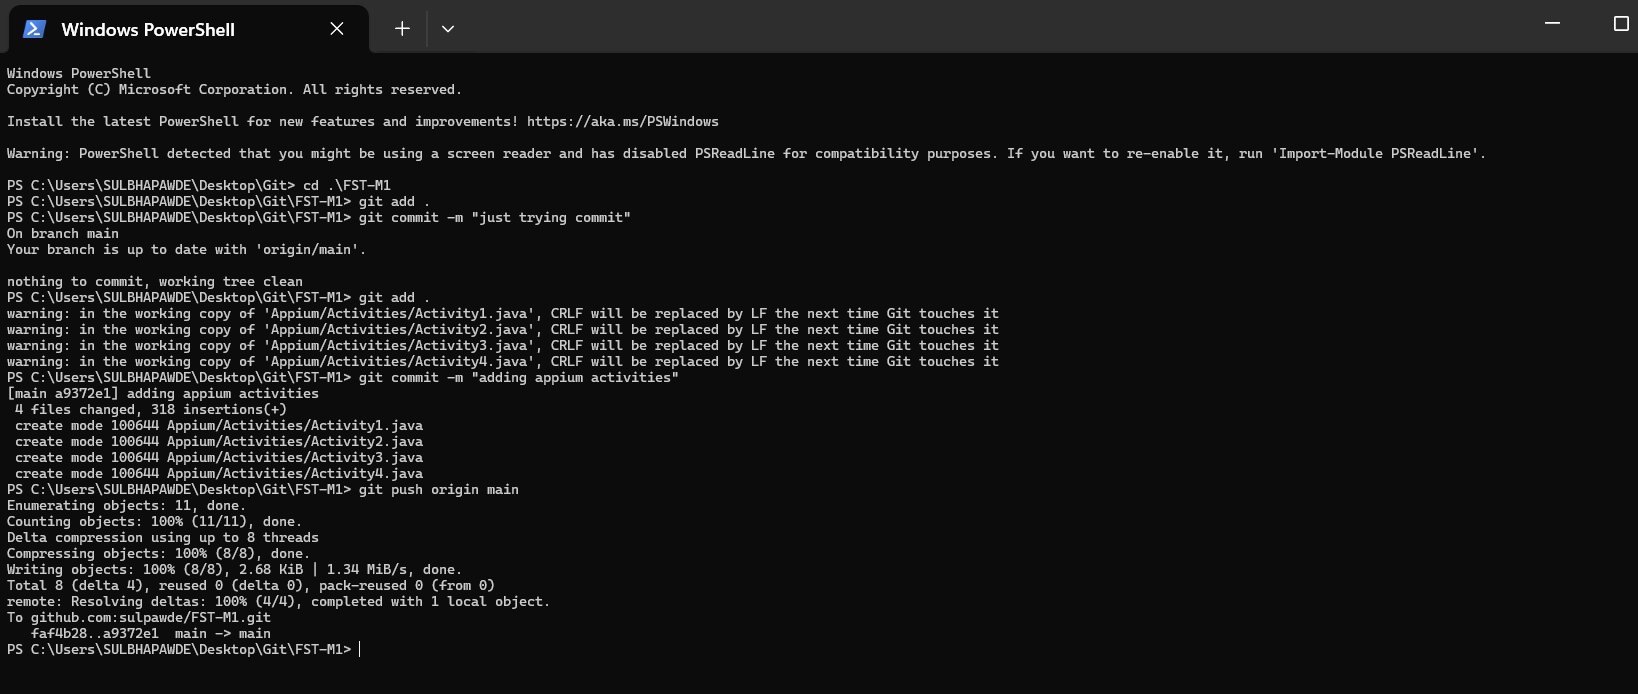 Windows PowerShell
Windows PowerShell
Copyright (C) Microsoft Corporation. All rights reserved.
Install the latest PowerShell for new features and improvements! https://aka.ms/PSWindows
Warning: PowerShell detected that you might be using a screen reader and has disabled PSReadLine for compatibility purposes. If you want to re-enable it, run 'Import-Module PSReadLine'.
PS C:\Users\SULBHAPAWDE\Desktop\Git> cd .\FST-M1
PS C:\Users\SULBHAPAWDE\Desktop\Git\FST-M1> git add .
PS C:\Users\SULBHAPAWDE\Desktop\Git\FST-M1> git commit -m "just trying commit"
On branch main
Your branch is up to date with 'origin/main'.
nothing to commit, working tree clean
PS C:\Users\SULBHAPAWDE\Desktop\Git\FST-M1> git add .
warning: in the working copy of 'Appium/Activities/Activity1.java', CRLF will be replaced by LF the next time Git touches it
warning: in the working copy of 'Appium/Activities/Activity2.java', CRLF will be replaced by LF the next time Git touches it
warning: in the working copy of 'Appium/Activities/Activity3.java', CRLF will be replaced by LF the next time Git touches it
warning: in the working copy of 'Appium/Activities/Activity4.java', CRLF will be replaced by LF the next time Git touches it
PS C:\Users\SULBHAPAWDE\Desktop\Git\FST-M1> git commit -m "adding appium activities"
[main a9372e1] adding appium activities
4 files changed, 318 insertions(+)
create mode 100644 Appium/Activities/Activity1.java
create mode 100644 Appium/Activities/Activity2.java
create mode 100644 Appium/Activities/Activity3.java
create mode 100644 Appium/Activities/Activity4.java
PS C:\Users\SULBHAPAWDE\Desktop\Git\FST-M1> git push origin main
Enumerating objects: 11, done.
Counting objects: 100% (11/11), done.
Delta compression using up to 8 threads
Compressing objects: 100% (8/8), done.
Writing objects: 100% (8/8), 2.68 KiB | 1.34 MiB/s, done.
Total 8 (delta 4), reused 0 (delta 0), pack-reused 0 (from 0)
remote: Resolving deltas: 100% (4/4), completed with 1 local object.
To github.com:sulpawde/FST-M1.git
faf4b28..a9372e1  main -> main
PS C:\Users\SULBHAPAWDE\Desktop\Git\FST-M1>